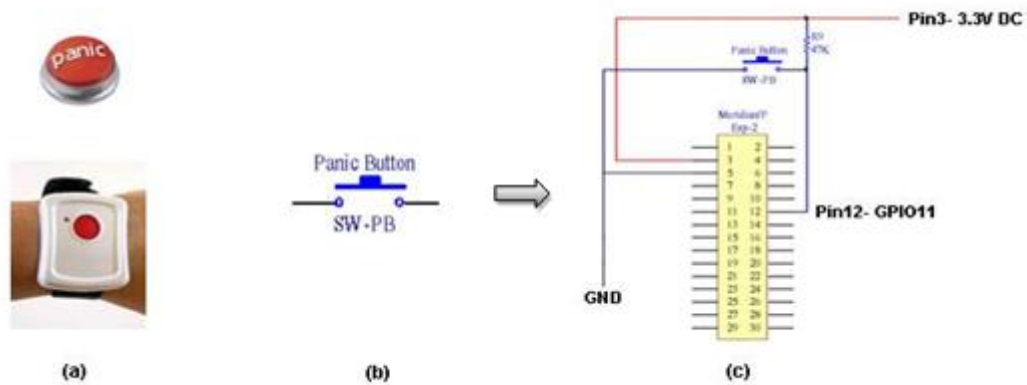 panic
Panic Button
SW-PB
Pin3- 3.3V DC
47K
Panic Button
SW-PB
Exp-2
1 2
3 4
5 6
7 8
9 10
11 12
13 14
15 16
17 18
19 20
21 22
23 24
25 26
27 28
29 30
Pin12- GPIO11
GND
(a)
(b)
(c)